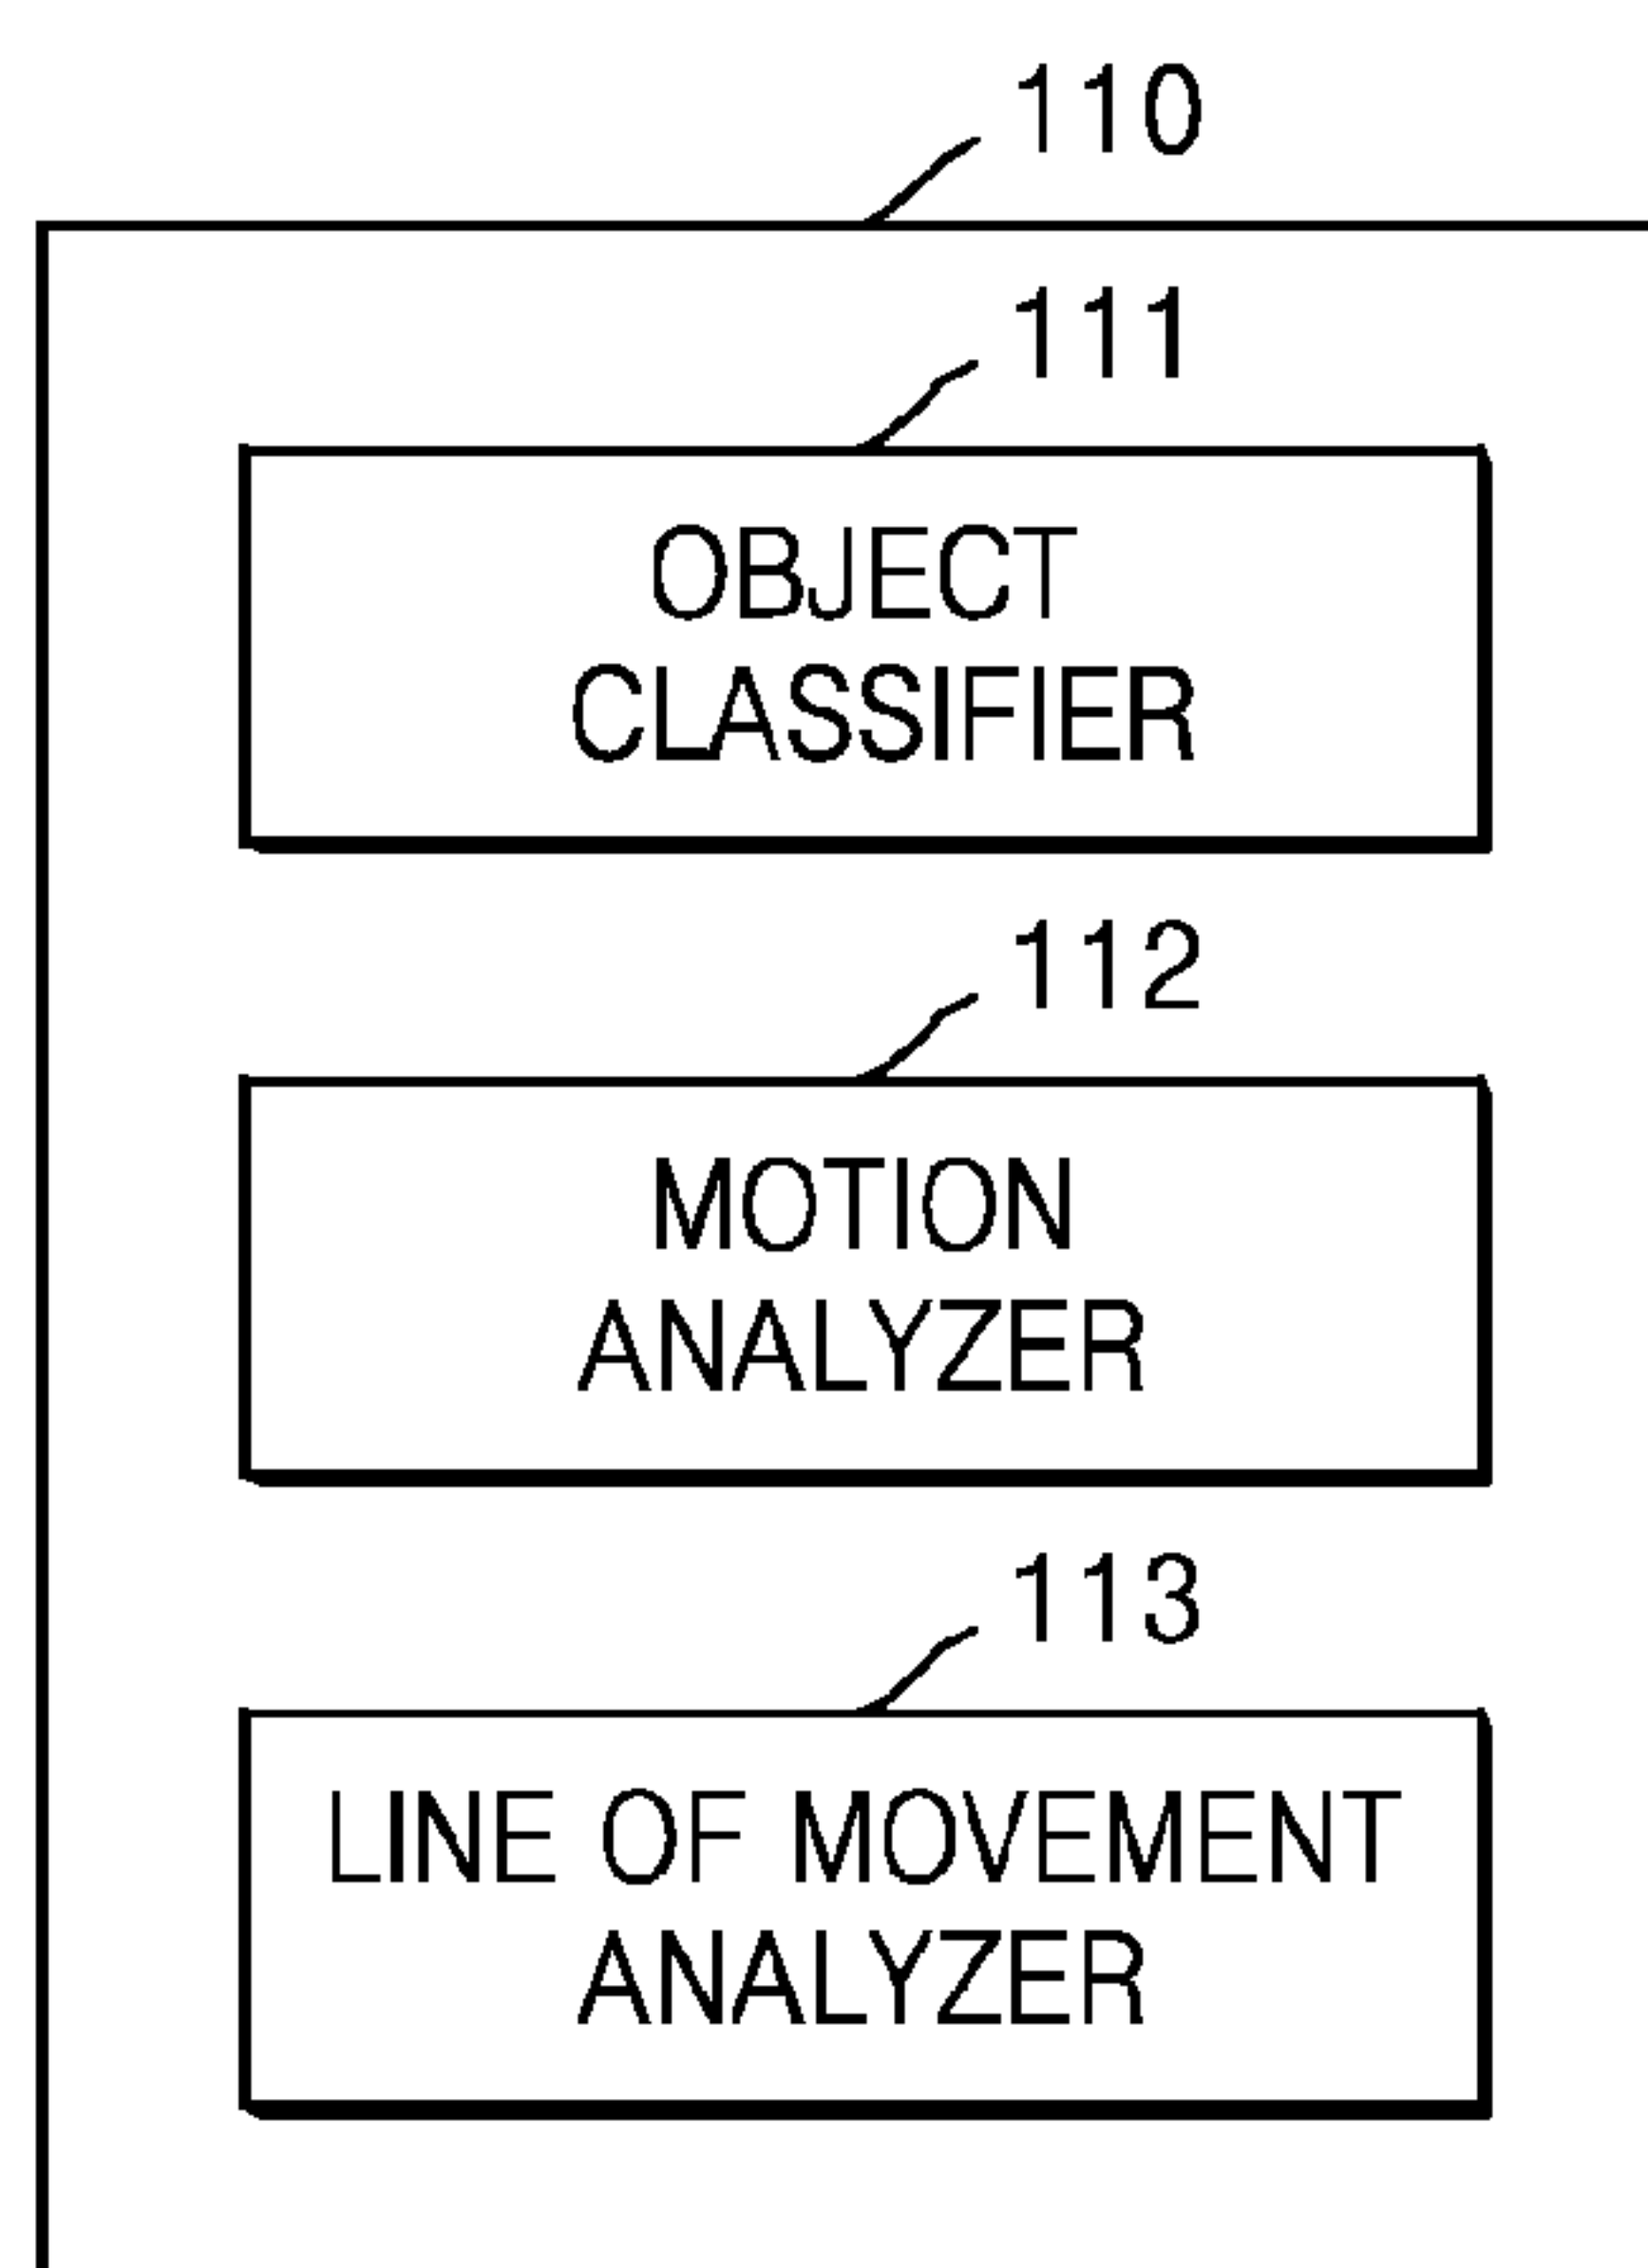 110
111
OBJECT
CLASSIFIER
112
MOTION
ANALYZER
113
LINE OF MOVEMENT
ANALYZER